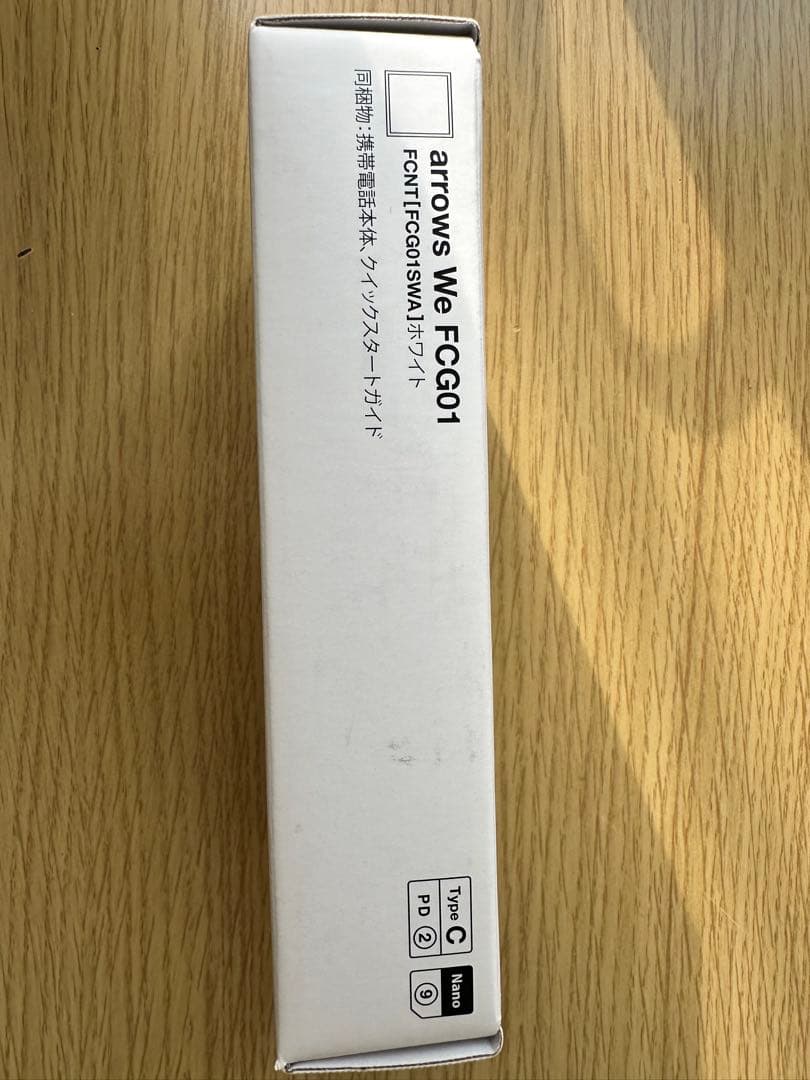 arrows We FCG01
FCNT[FCG01SWA]ホワイト
同梱物:携帯電話本体、クイックスタートガイド
Type C
PD ②
Nano
⑨